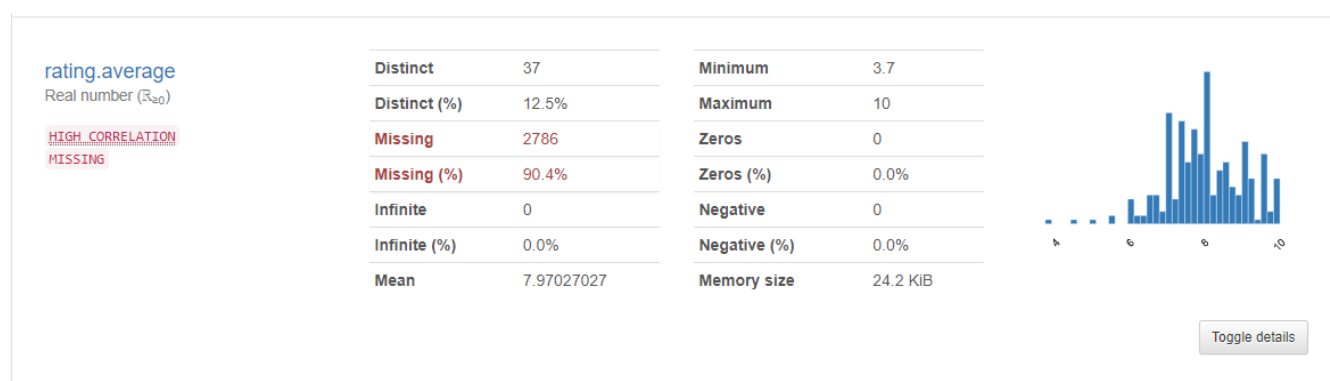 rating.average
Real number (ℝ≥0)
HIGH CORRELATION
MISSING
Distinct 37
Distinct (%) 12.5%
Missing 2786
Missing (%) 90.4%
Infinite 0
Infinite (%) 0.0%
Mean 7.97027027
Minimum 3.7
Maximum 10
Zeros 0
Zeros (%) 0.0%
Negative 0
Negative (%) 0.0%
Memory size 24.2 KiB
4 6 8 10
Toggle details